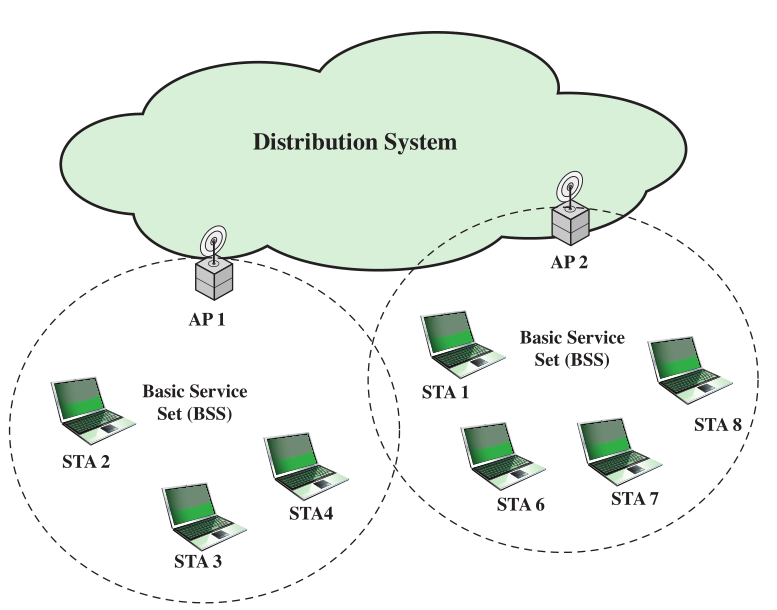 Distribution System
AP 2
AP 1
Basic Service
Set (BSS)
STA 1
STA 8
Basic Service
Set (BSS)
STA 2
STA4
STA 6
STA 7
STA 3